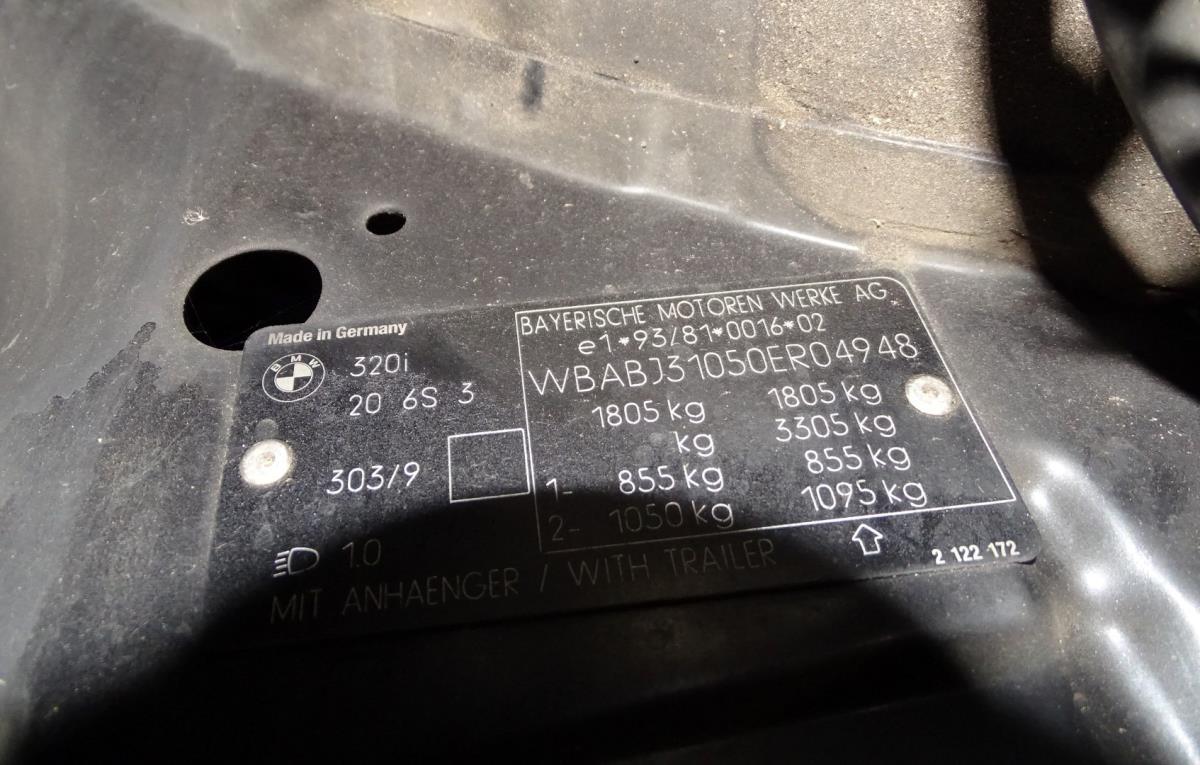 Made in Germany
BMW
320i
20 6S 3
303/9
1.0
BAYERISCHE MOTOREN WERKE AG
e1*93/81*0016*02
WBABJ31050ER04948
1805 kg 1805 kg
kg 3305 kg
1- 855 kg 855 kg
2- 1050 kg 1095 kg
MIT ANHAENGER / WITH TRAILER
2 122 172